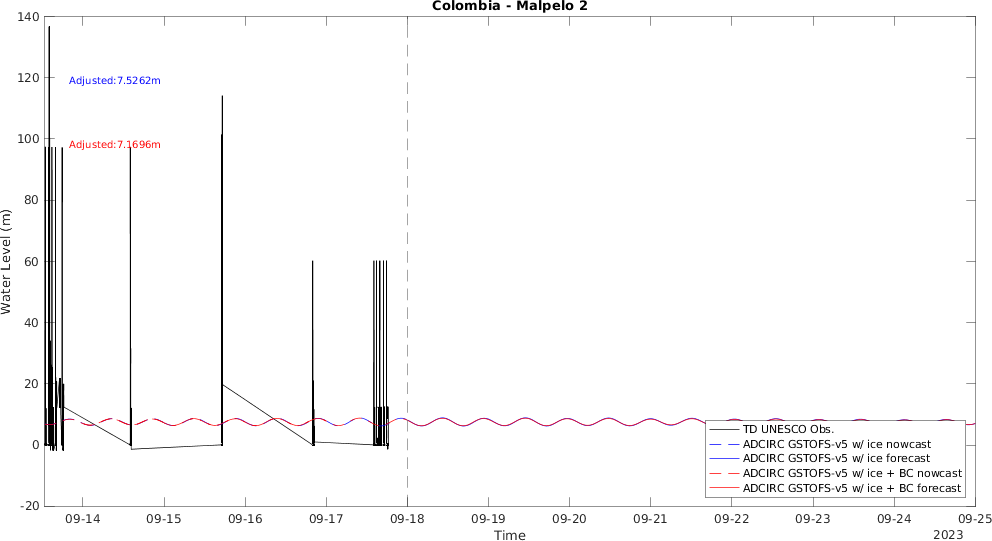 Colombia - Malpelo 2
140
120
100
80
60
40
20
0
-20
Water Level (m)
Adjusted:7.5262m
Adjusted:7.1696m
TD UNESCO Obs.
ADCIRC GSTOFS-v5 w/ ice nowcast
ADCIRC GSTOFS-v5 w/ ice forecast
ADCIRC GSTOFS-v5 w/ ice + BC nowcast
ADCIRC GSTOFS-v5 w/ ice + BC forecast
09-14 09-15 09-16 09-17 09-18 09-19 09-20 09-21 09-22 09-23 09-24 09-25
Time
2023